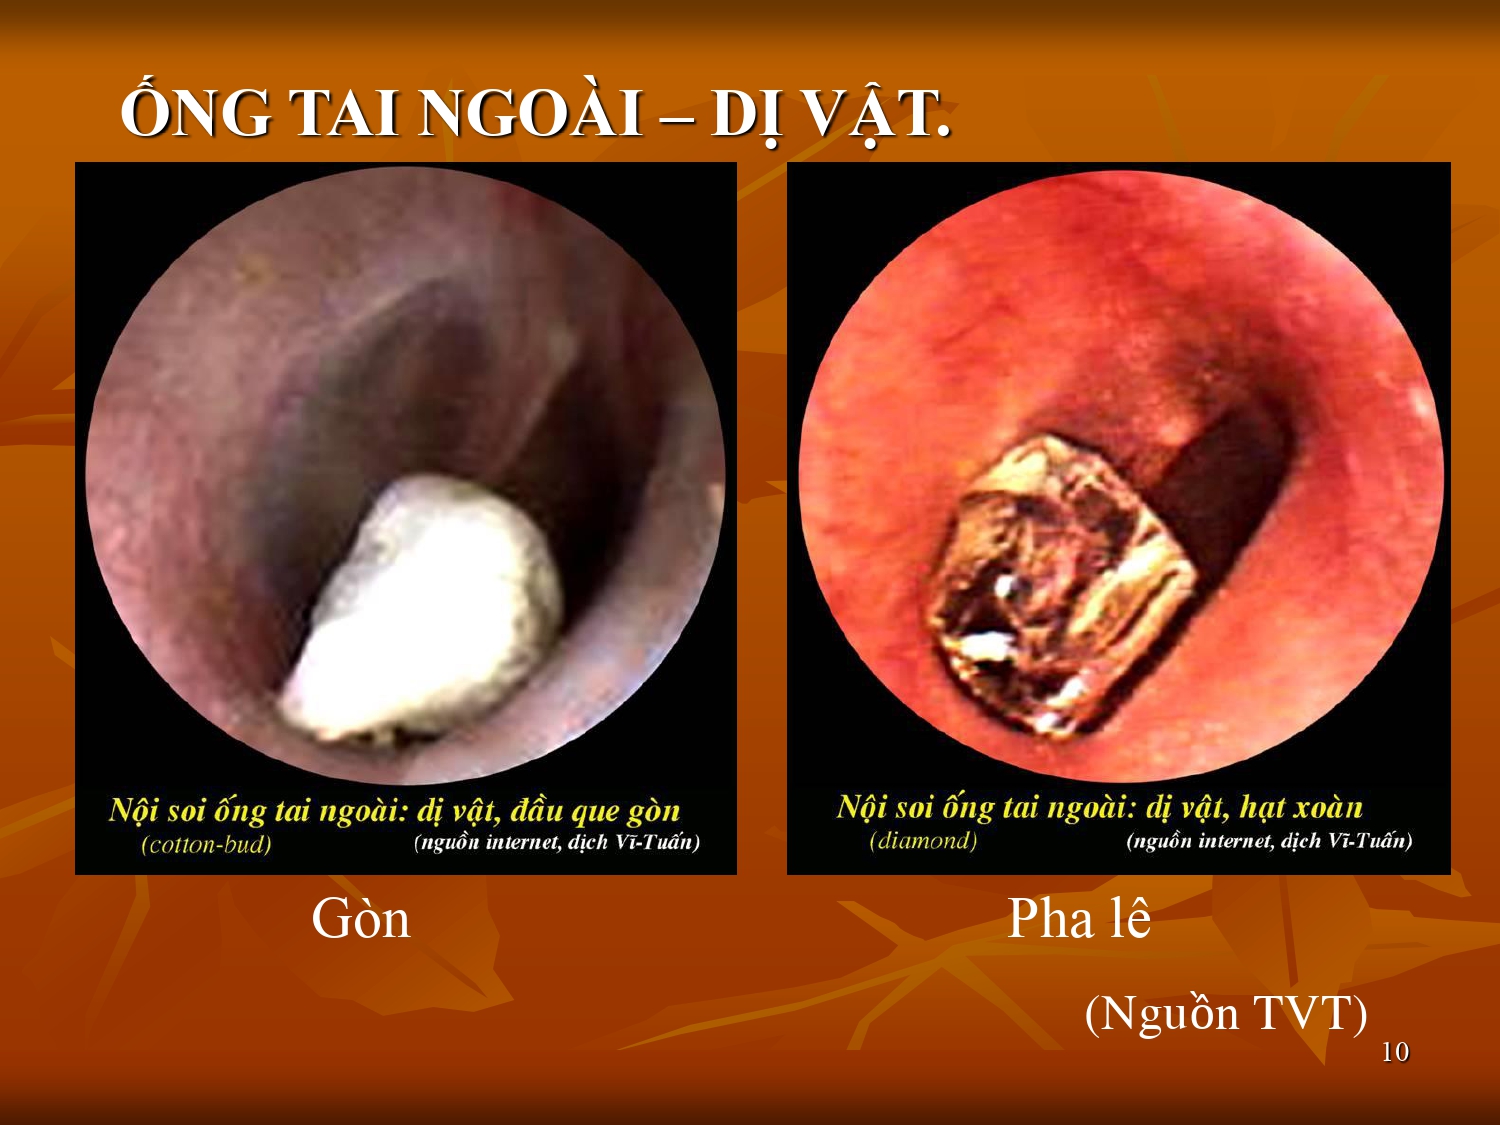 ỐNG TAI NGOÀI – DỊ VẬT.
Nội soi ống tai ngoài: dị vật, đầu que gòn
(cotton-bud) (nguồn internet, dịch Vĩ-Tuấn)
Nội soi ống tai ngoài: dị vật, hạt xoàn
(diamond) (nguồn internet, dịch Vĩ-Tuấn)
Gòn
Pha lê
(Nguồn TVT)
10